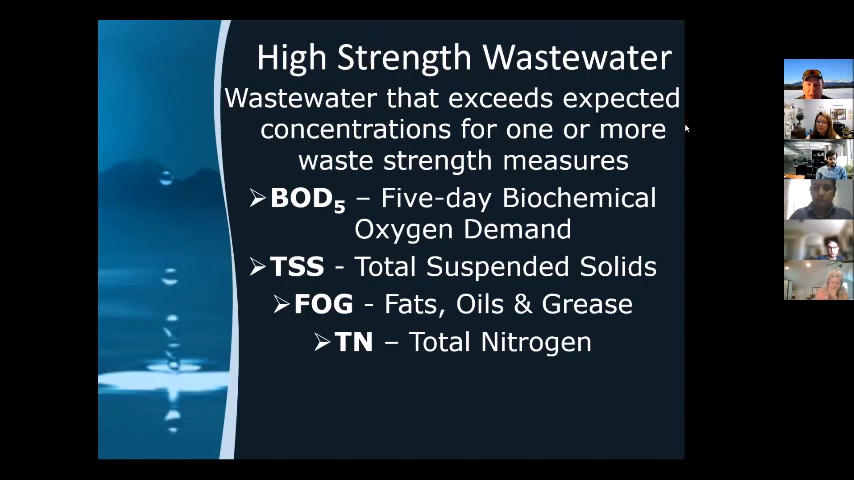 High Strength Wastewater
Wastewater that exceeds expected
concentrations for one or more
waste strength measures
➢BOD₅ – Five-day Biochemical
Oxygen Demand
➢TSS - Total Suspended Solids
➢FOG - Fats, Oils & Grease
➢TN – Total Nitrogen